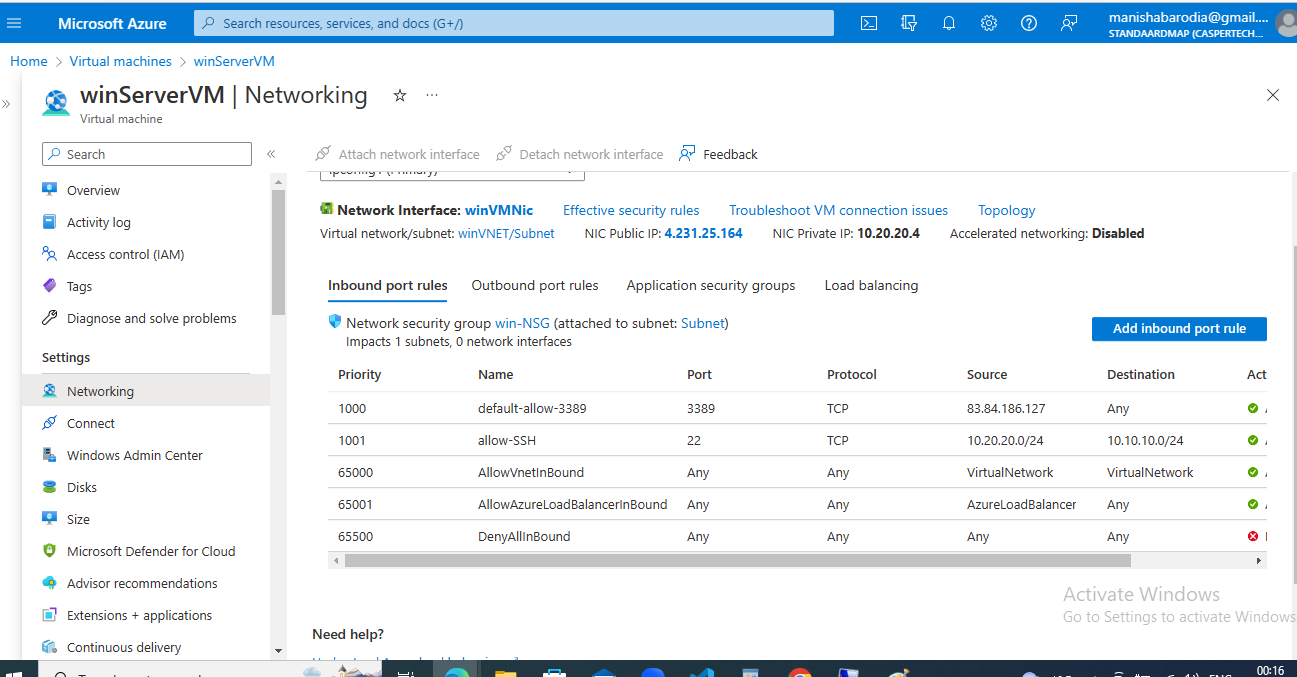 Microsoft Azure
Search resources, services, and docs (G+/)
manishabarodia@gmail....
STANDAARDMAP (CASPERTECH...
Home > Virtual machines > winServerVM
winServerVM | Networking
Virtual machine
Search
Attach network interface Detach network interface Feedback
ipconfig1 (Primary)
Overview
Activity log
Access control (IAM)
Tags
Diagnose and solve problems
Settings
Networking
Connect
Windows Admin Center
Disks
Size
Microsoft Defender for Cloud
Advisor recommendations
Extensions + applications
Continuous delivery
Network Interface: winVMNic Effective security rules Troubleshoot VM connection issues Topology
Virtual network/subnet: winVNET/Subnet NIC Public IP: 4.231.25.164 NIC Private IP: 10.20.20.4 Accelerated networking: Disabled
Inbound port rules Outbound port rules Application security groups Load balancing
Network security group win-NSG (attached to subnet: Subnet)
Impacts 1 subnets, 0 network interfaces
Add inbound port rule
Priority Name Port Protocol Source Destination Act
1000 default-allow-3389 3389 TCP 83.84.186.127 Any
1001 allow-SSH 22 TCP 10.20.20.0/24 10.10.10.0/24
65000 AllowVnetInBound Any Any VirtualNetwork VirtualNetwork
65001 AllowAzureLoadBalancerInBound Any Any AzureLoadBalancer Any
65500 DenyAllInBound Any Any Any Any
Need help?
Activate Windows
Go to Settings to activate Windows
00:16